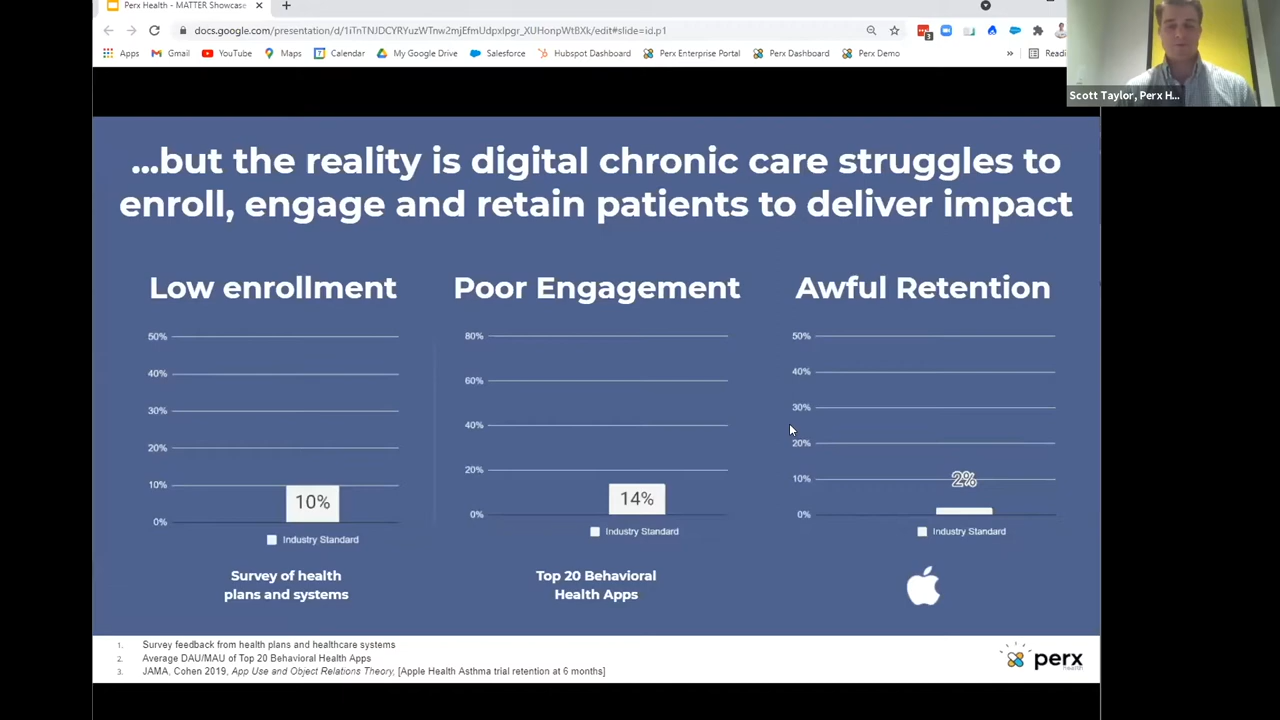 Perx Health - MATTER Showcase
docs.google.com/presentation/d/1iTnTNJDCYRYuzWTnw2mjEfmUdpxIpgr_XUHonpWtBXk/edit#slide=id.p1
3
Apps
Gmail
YouTube
Maps
Calendar
My Google Drive
Salesforce
Hubspot Dashboard
Perx Enterprise Portal
Perx Dashboard
Perx Demo
»
Readi
Scott Taylor, Perx H...
...but the reality is digital chronic care struggles to
enroll, engage and retain patients to deliver impact
Low enrollment
50%
40%
30%
20%
10%
0%
10%
Industry Standard
Survey of health
plans and systems
Poor Engagement
80%
60%
40%
20%
0%
14%
Industry Standard
Top 20 Behavioral
Health Apps
Awful Retention
50%
40%
30%
20%
10%
0%
2%
Industry Standard
1. Survey feedback from health plans and healthcare systems
2. Average DAU/MAU of Top 20 Behavioral Health Apps
3. JAMA, Cohen 2019, App Use and Object Relations Theory, [Apple Health Asthma trial retention at 6 months]
perx
health